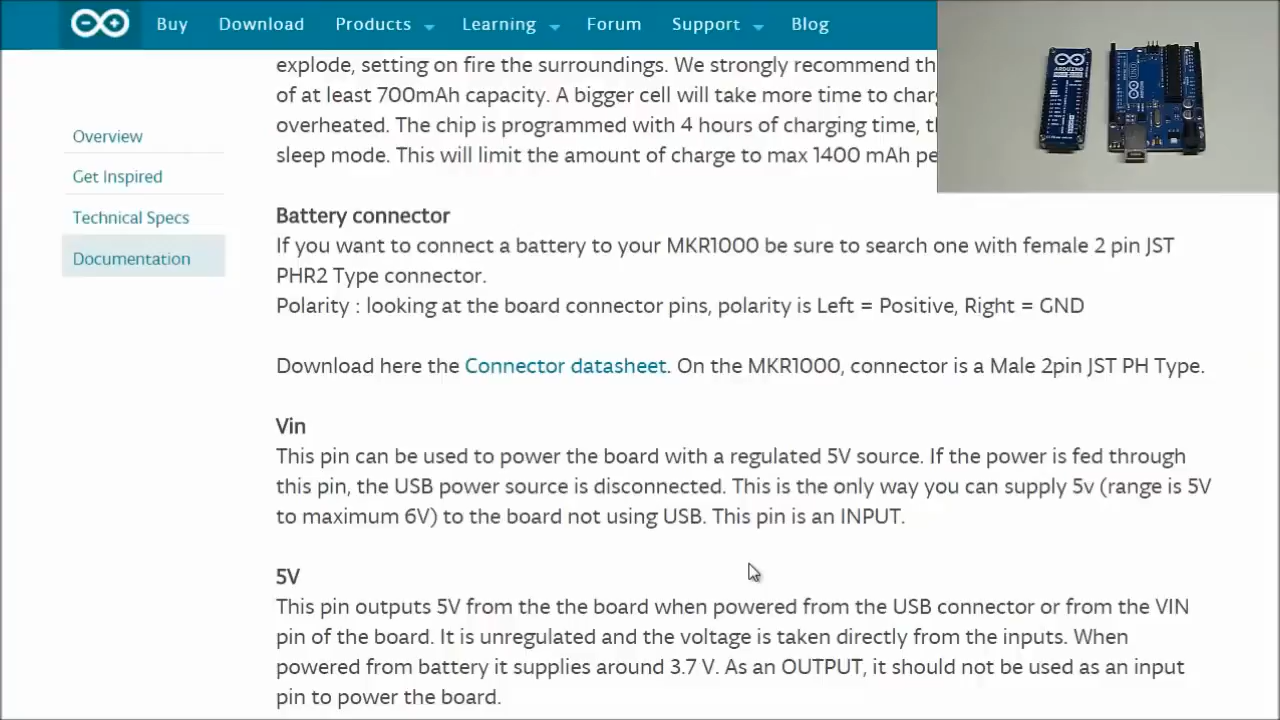 Buy Download Products Learning Forum Support Blog
explode, setting on fire the surroundings. We strongly recommend
of at least 700mAh capacity. A bigger cell will take more time to
overheated. The chip is programmed with 4 hours of charging time,
sleep mode. This will limit the amount of charge to max 1400 mAh
Overview
Get Inspired
Technical Specs
Documentation
Battery connector
If you want to connect a battery to your MKR1000 be sure to search one with female 2 pin JST
PHR2 Type connector.
Polarity : looking at the board connector pins, polarity is Left = Positive, Right = GND
Download here the Connector datasheet. On the MKR1000, connector is a Male 2pin JST PH Type.
Vin
This pin can be used to power the board with a regulated 5V source. If the power is fed through
this pin, the USB power source is disconnected. This is the only way you can supply 5v (range is 5V
to maximum 6V) to the board not using USB. This pin is an INPUT.
5V
This pin outputs 5V from the the board when powered from the USB connector or from the VIN
pin of the board. It is unregulated and the voltage is taken directly from the inputs. When
powered from battery it supplies around 3.7 V. As an OUTPUT, it should not be used as an input
pin to power the board.
ARDUINO